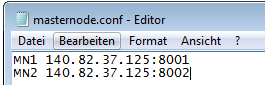 masternode.conf - Editor
Datei Bearbeiten Format Ansicht ?
MN1 140.82.37.125:8001
MN2 140.82.37.125:8002